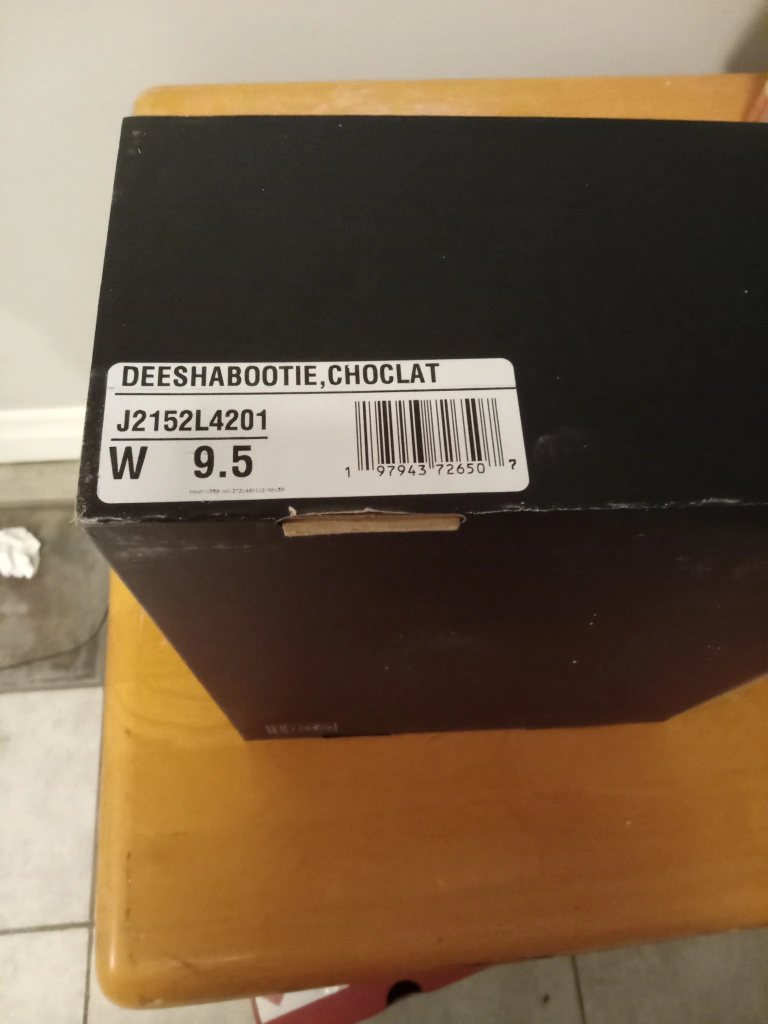 DEESHABOOTIE,CHOCLAT
J2152L4201
W 9.5
1 97943 72650 7